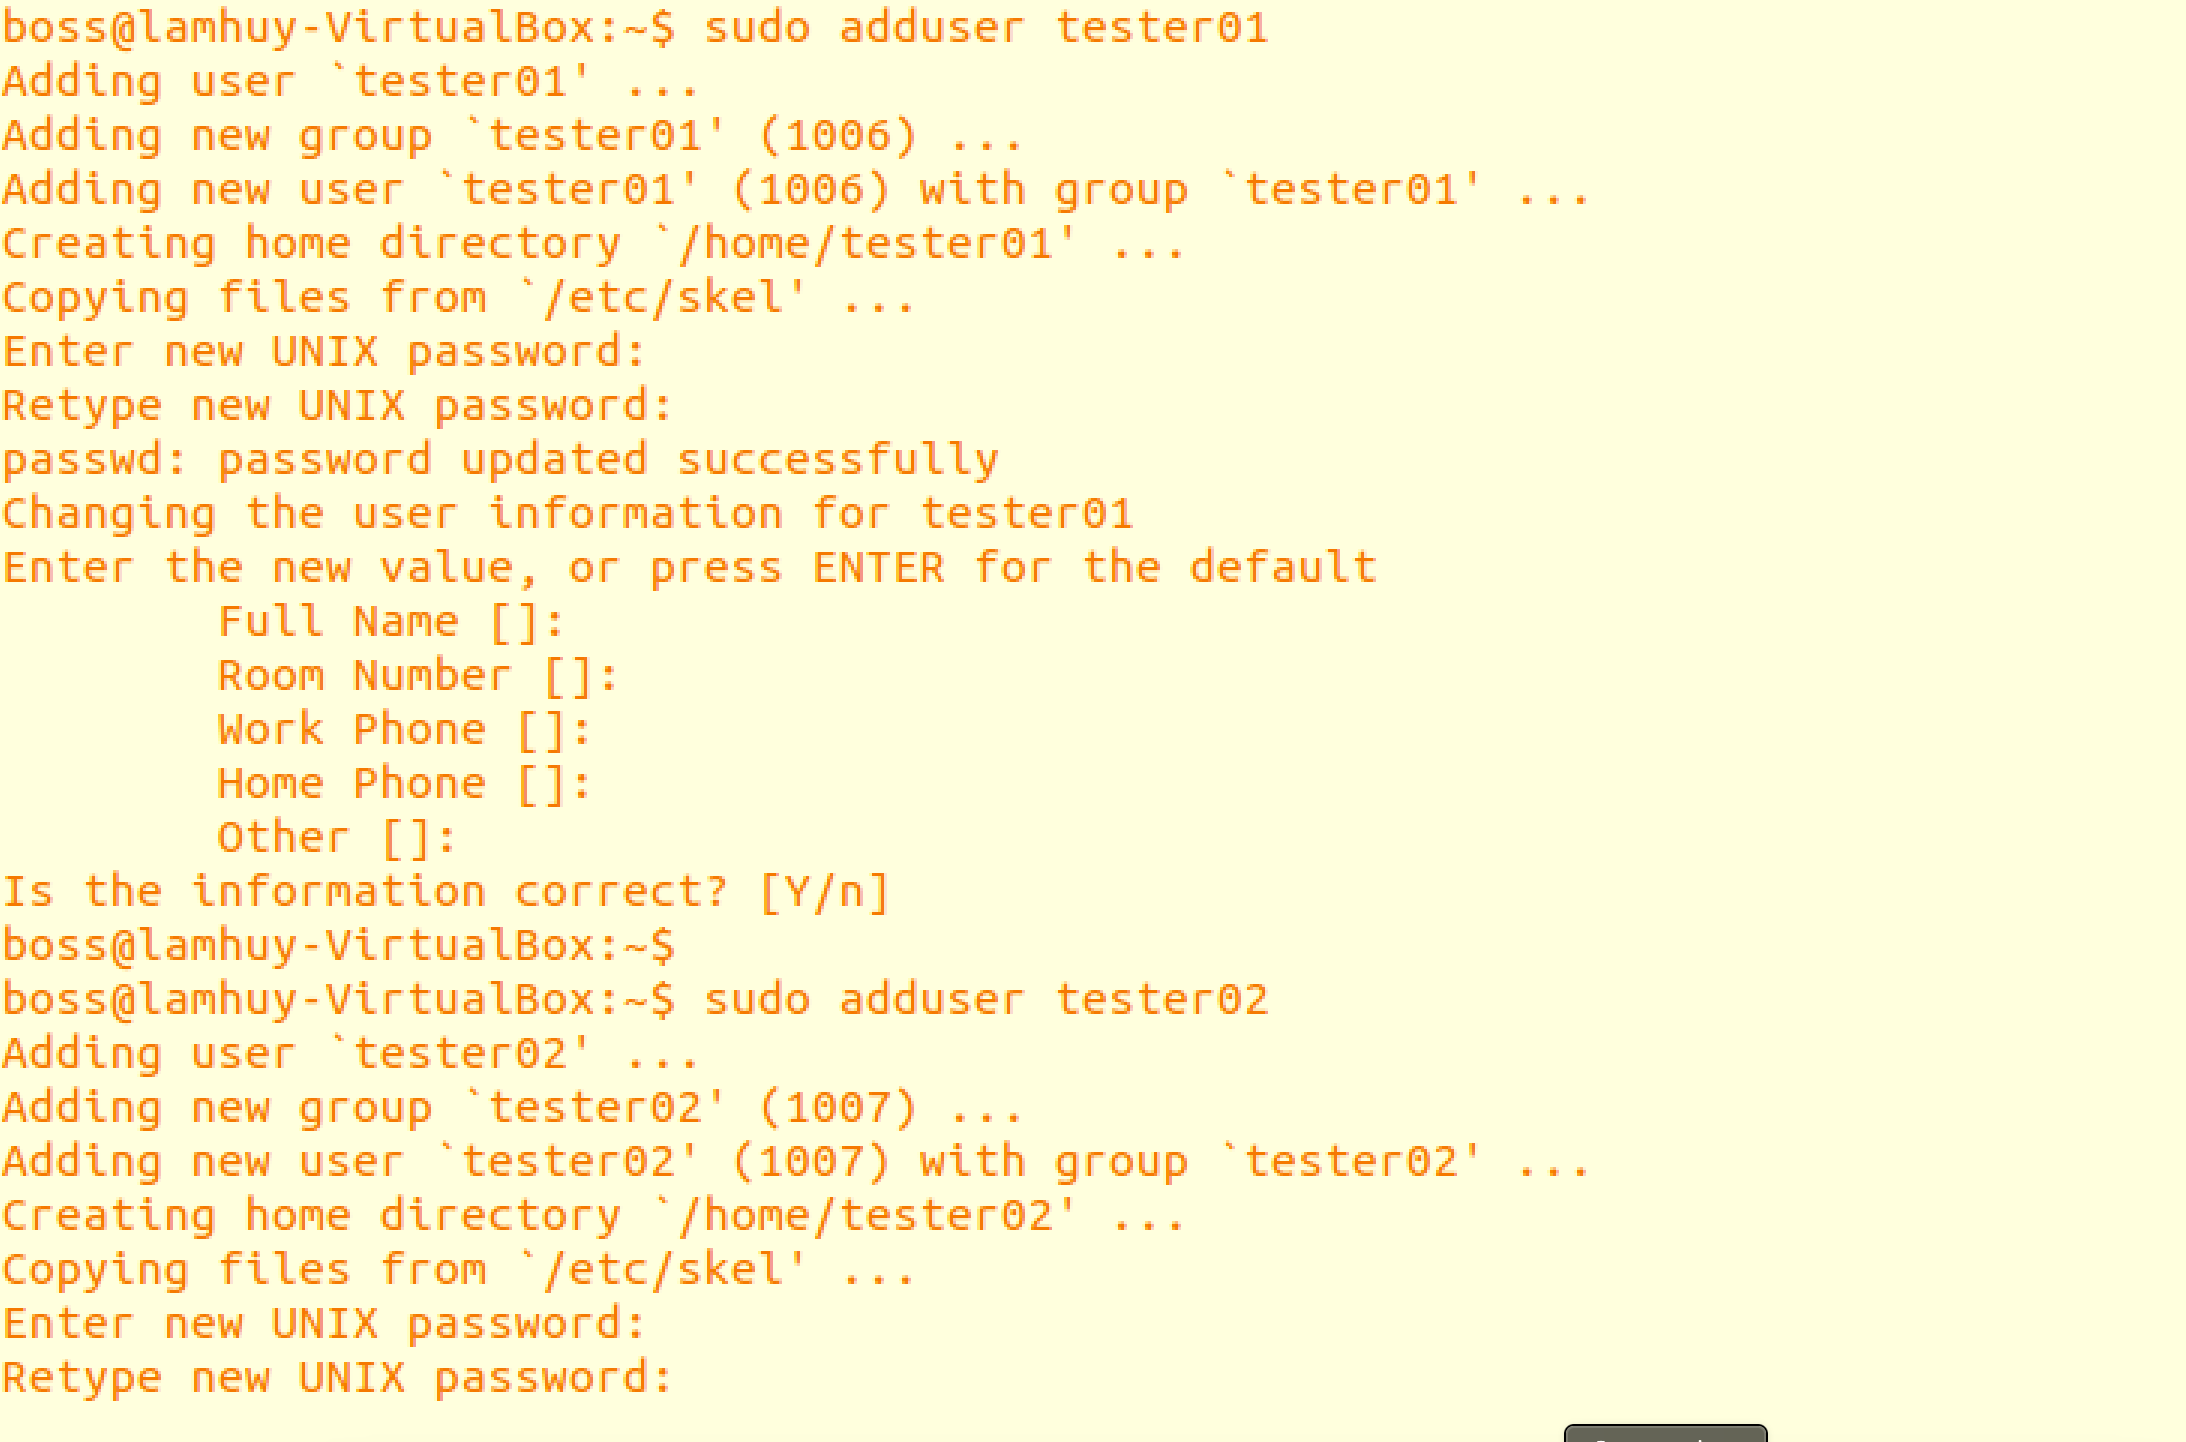 boss@lamhuy-VirtualBox:~$ sudo adduser tester01
Adding user `tester01' ...
Adding new group `tester01' (1006) ...
Adding new user `tester01' (1006) with group `tester01' ...
Creating home directory `/home/tester01' ...
Copying files from `/etc/skel' ...
Enter new UNIX password:
Retype new UNIX password:
passwd: password updated successfully
Changing the user information for tester01
Enter the new value, or press ENTER for the default
        Full Name []:
        Room Number []:
        Work Phone []:
        Home Phone []:
        Other []:
Is the information correct? [Y/n]
boss@lamhuy-VirtualBox:~$
boss@lamhuy-VirtualBox:~$ sudo adduser tester02
Adding user `tester02' ...
Adding new group `tester02' (1007) ...
Adding new user `tester02' (1007) with group `tester02' ...
Creating home directory `/home/tester02' ...
Copying files from `/etc/skel' ...
Enter new UNIX password:
Retype new UNIX password: